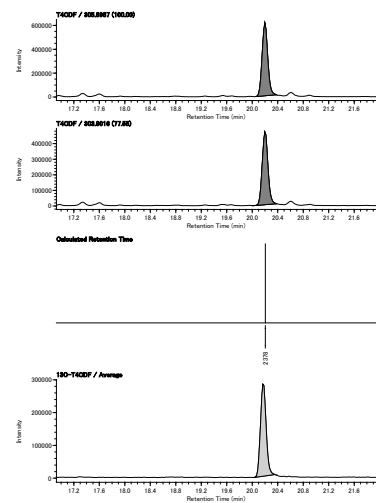 T4CDF / 305.8987 (100.00)
Intensity
600000
400000
200000
0
17.2 17.6 18.0 18.4 18.8 19.2 19.6 20.0 20.4 20.8 21.2 21.6
Retention Time (min)
T4CDF / 303.9016 (77.55)
Intensity
400000
300000
200000
100000
0
17.2 17.6 18.0 18.4 18.8 19.2 19.6 20.0 20.4 20.8 21.2 21.6
Retention Time (min)
Calculated Retention Time
2378
13C-T4CDF / Average
Intensity
300000
200000
100000
0
17.2 17.6 18.0 18.4 18.8 19.2 19.6 20.0 20.4 20.8 21.2 21.6
Retention Time (min)